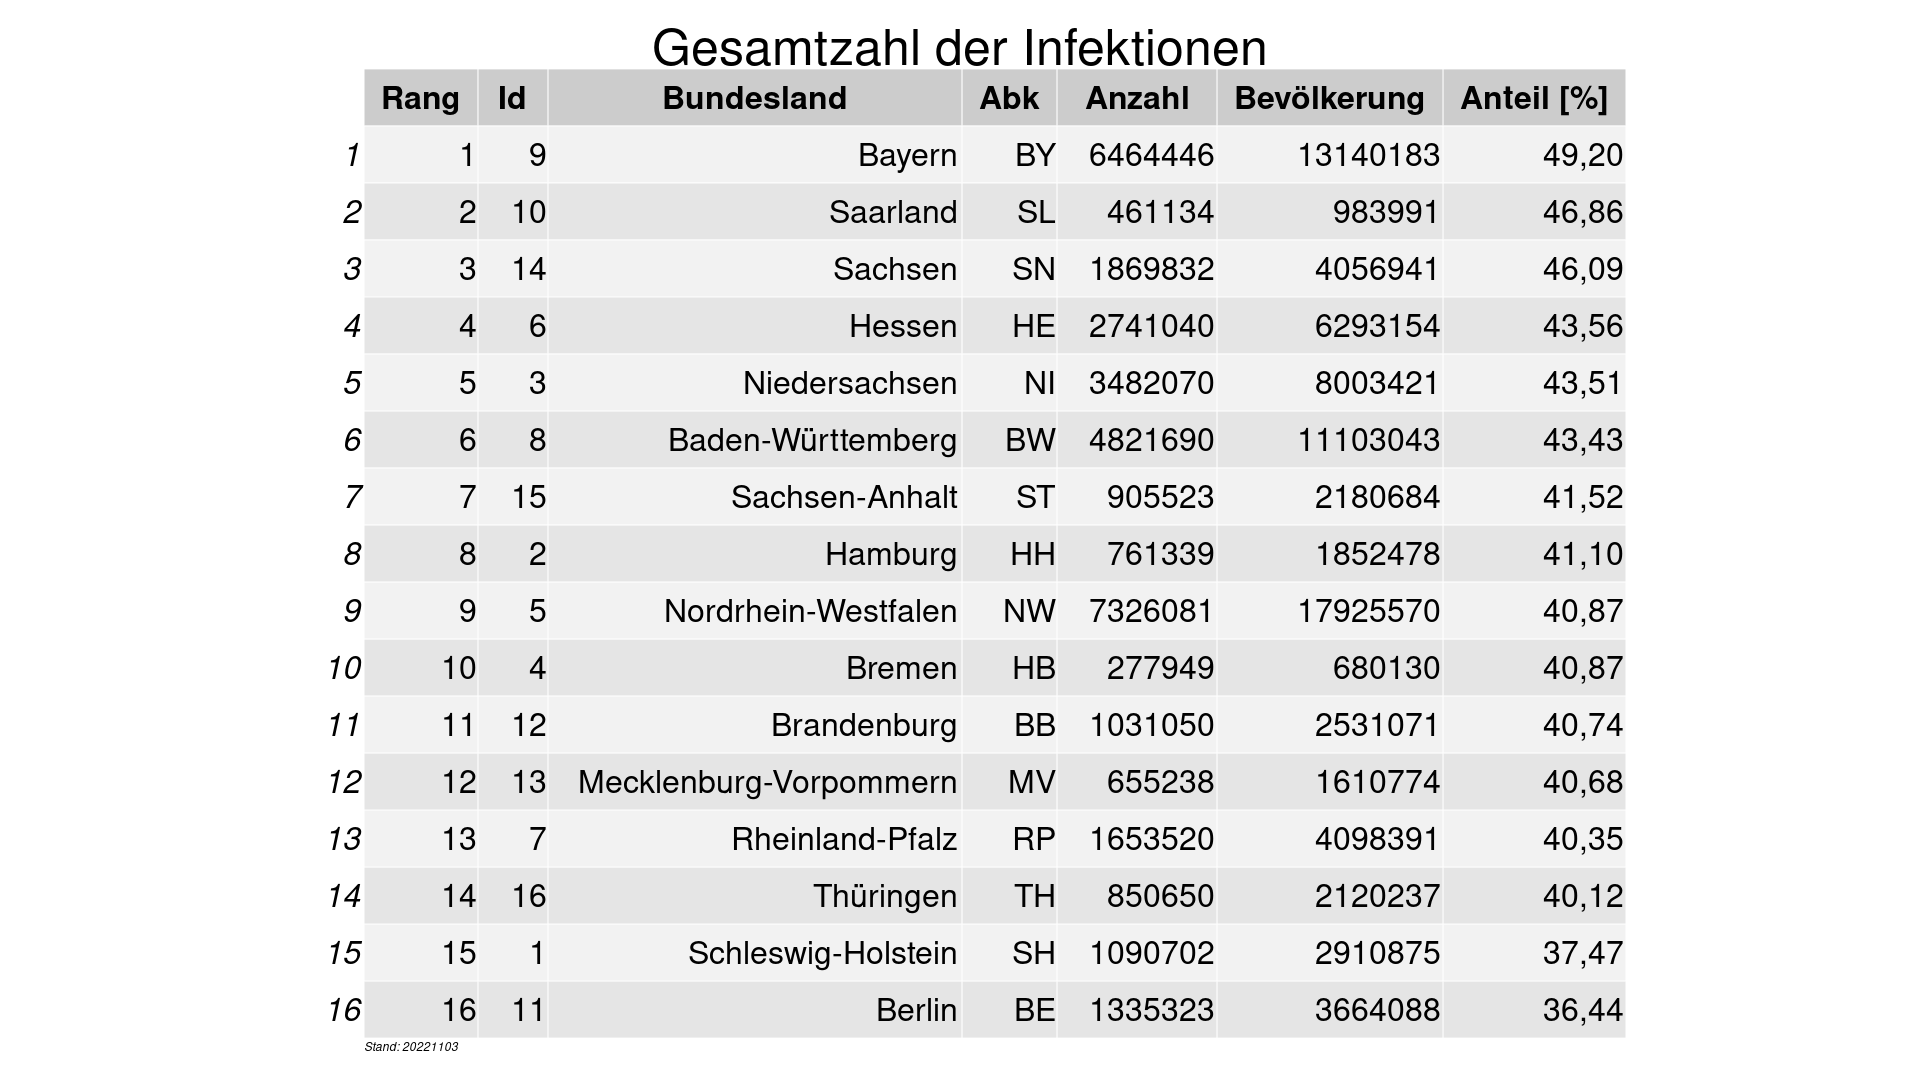 Gesamtzahl der Infektionen
Rang Id Bundesland Abk Anzahl Bevölkerung Anteil [%]
1 1 9 Bayern BY 6464446 13140183 49,20
2 2 10 Saarland SL 461134 983991 46,86
3 3 14 Sachsen SN 1869832 4056941 46,09
4 4 6 Hessen HE 2741040 6293154 43,56
5 5 3 Niedersachsen NI 3482070 8003421 43,51
6 6 8 Baden-Württemberg BW 4821690 11103043 43,43
7 7 15 Sachsen-Anhalt ST 905523 2180684 41,52
8 8 2 Hamburg HH 761339 1852478 41,10
9 9 5 Nordrhein-Westfalen NW 7326081 17925570 40,87
10 10 4 Bremen HB 277949 680130 40,87
11 11 12 Brandenburg BB 1031050 2531071 40,74
12 12 13 Mecklenburg-Vorpommern MV 655238 1610774 40,68
13 13 7 Rheinland-Pfalz RP 1653520 4098391 40,35
14 14 16 Thüringen TH 850650 2120237 40,12
15 15 1 Schleswig-Holstein SH 1090702 2910875 37,47
16 16 11 Berlin BE 1335323 3664088 36,44
Stand: 20221103